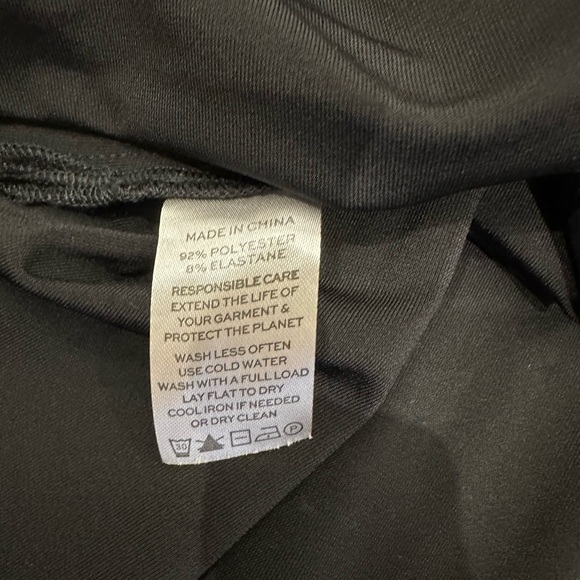 MADE IN CHINA
92% POLYESTER
8% ELASTANE
RESPONSIBLE CARE
EXTEND THE LIFE OF
YOUR GARMENT &
PROTECT THE PLANET
WASH LESS OFTEN
USE COLD WATER
WASH WITH A FULL LOAD
LAY FLAT TO DRY
COOL IRON IF NEEDED
OR DRY CLEAN
30 P